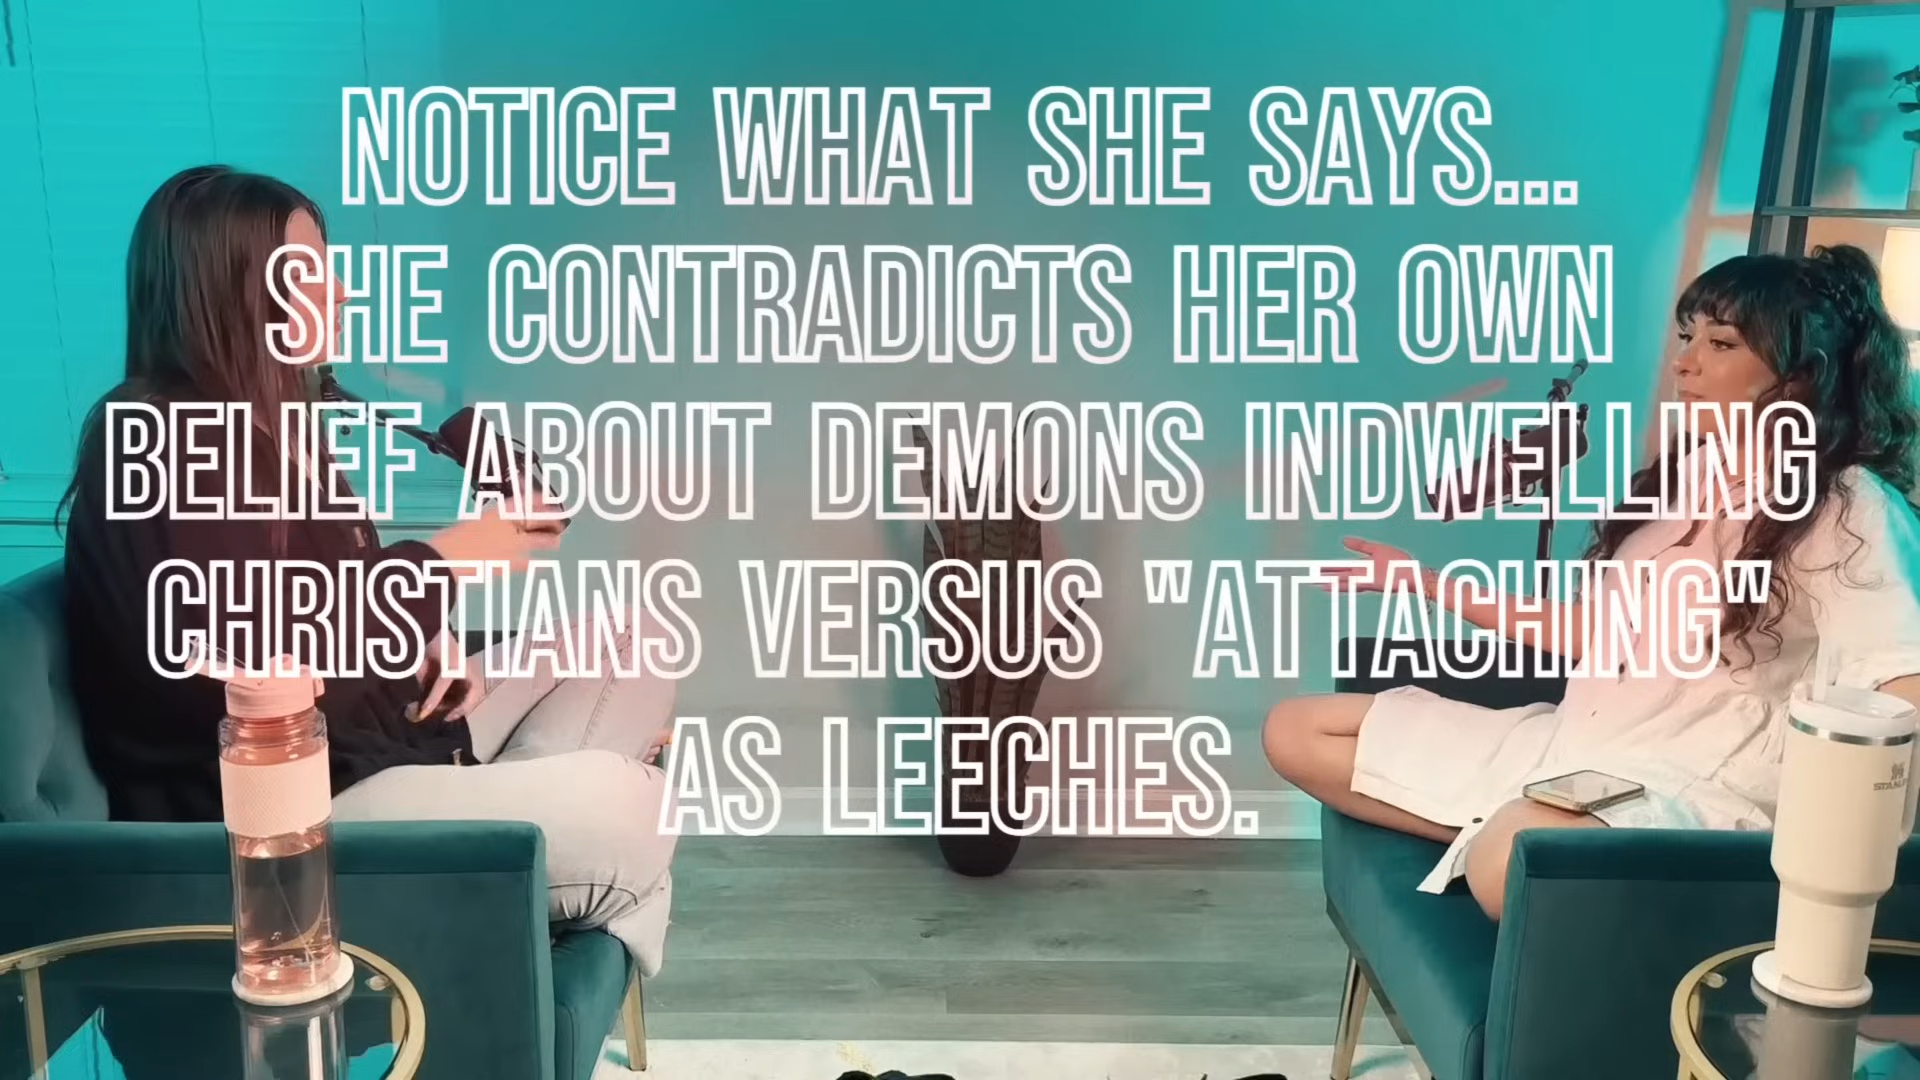 NOTICE WHAT SHE SAYS...
SHE CONTRADICTS HER OWN
BELIEF ABOUT DEMONS INDWELLING
CHRISTIANS VERSUS "ATTACHING"
AS LEECHES.